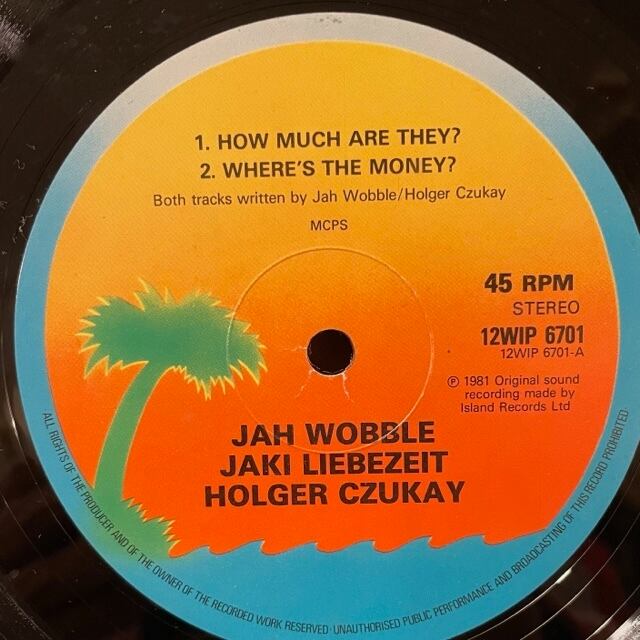 1. HOW MUCH ARE THEY?
2. WHERE'S THE MONEY?
Both tracks written by Jah Wobble/Holger Czukay
MCPS
45 RPM
STEREO
12WIP 6701
12WIP 6701-A
℗ 1981 Original sound
recording made by
Island Records Ltd
JAH WOBBLE
JAKI LIEBEZEIT
HOLGER CZUKAY
ALL RIGHTS OF THE PRODUCER AND OF THE OWNER OF THE RECORDED WORK RESERVED · UNAUTHORISED PUBLIC PERFORMANCE AND BROADCASTING OF THIS RECORD PROHIBITED·